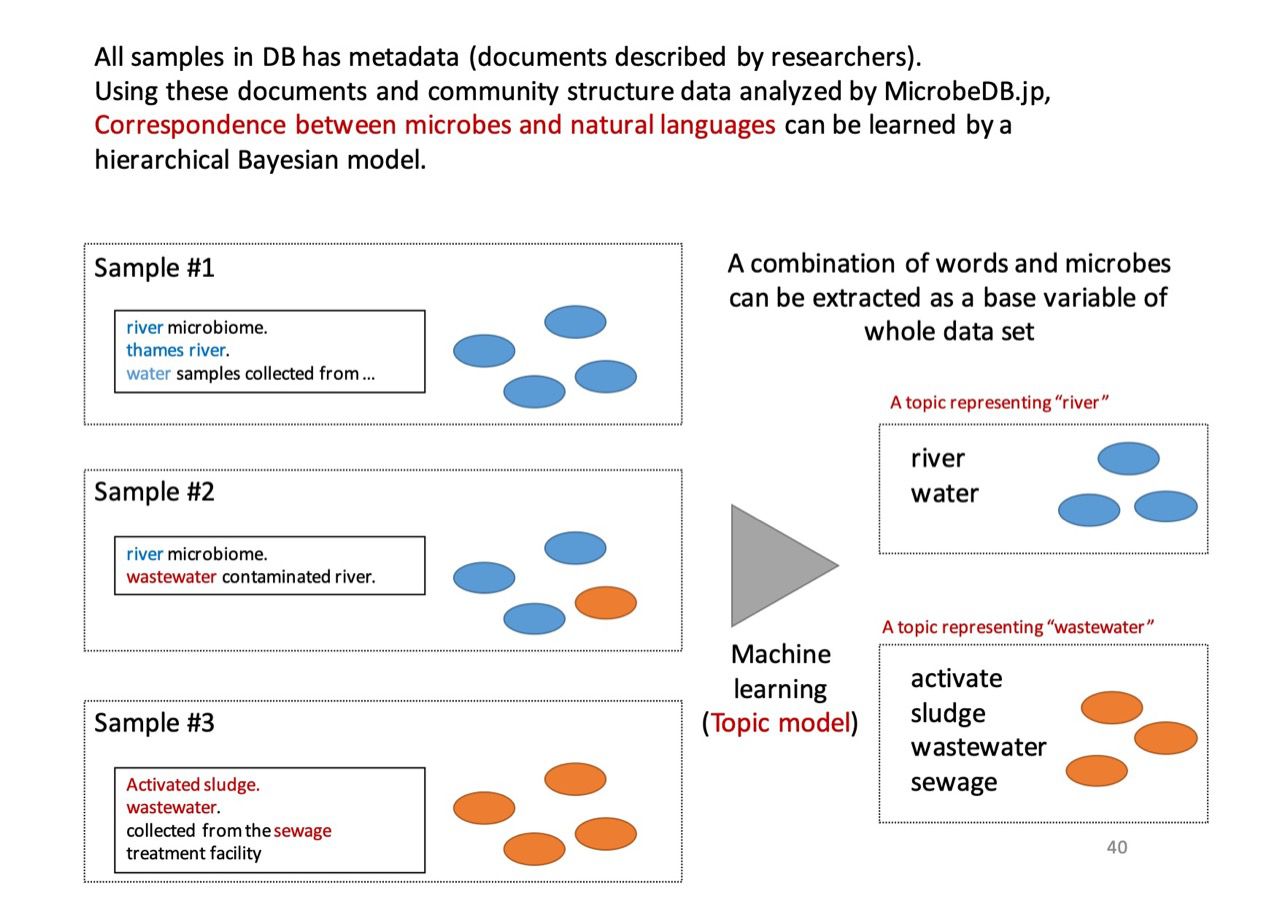 All samples in DB has metadata (documents described by researchers).
Using these documents and community structure data analyzed by MicrobeDB.jp,
Correspondence between microbes and natural languages can be learned by a
hierarchical Bayesian model.
Sample #1
river microbiome.
thames river.
water samples collected from ...
Sample #2
river microbiome.
wastewater contaminated river.
Sample #3
Activated sludge.
wastewater.
collected from the sewage
treatment facility
Machine
learning
(Topic model)
A combination of words and microbes
can be extracted as a base variable of
whole data set
A topic representing “river”
river
water
A topic representing “wastewater”
activate
sludge
wastewater
sewage
40